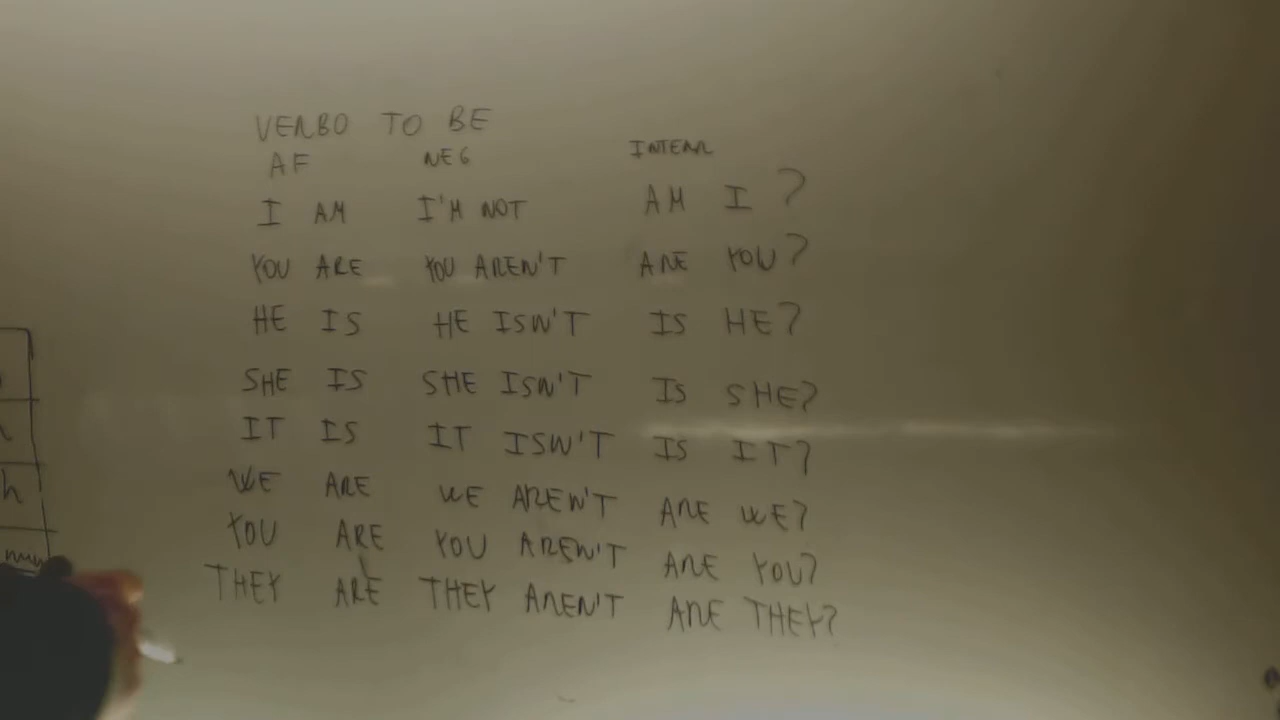 VERBO TO BE
AF NEG INTERR
I AM I'M NOT AM I?
YOU ARE YOU AREN'T ARE YOU?
HE IS HE ISN'T IS HE?
SHE IS SHE ISN'T IS SHE?
IT IS IT ISN'T IS IT?
WE ARE WE AREN'T ARE WE?
YOU ARE YOU AREN'T ARE YOU?
THEY ARE THEY AREN'T ARE THEY?